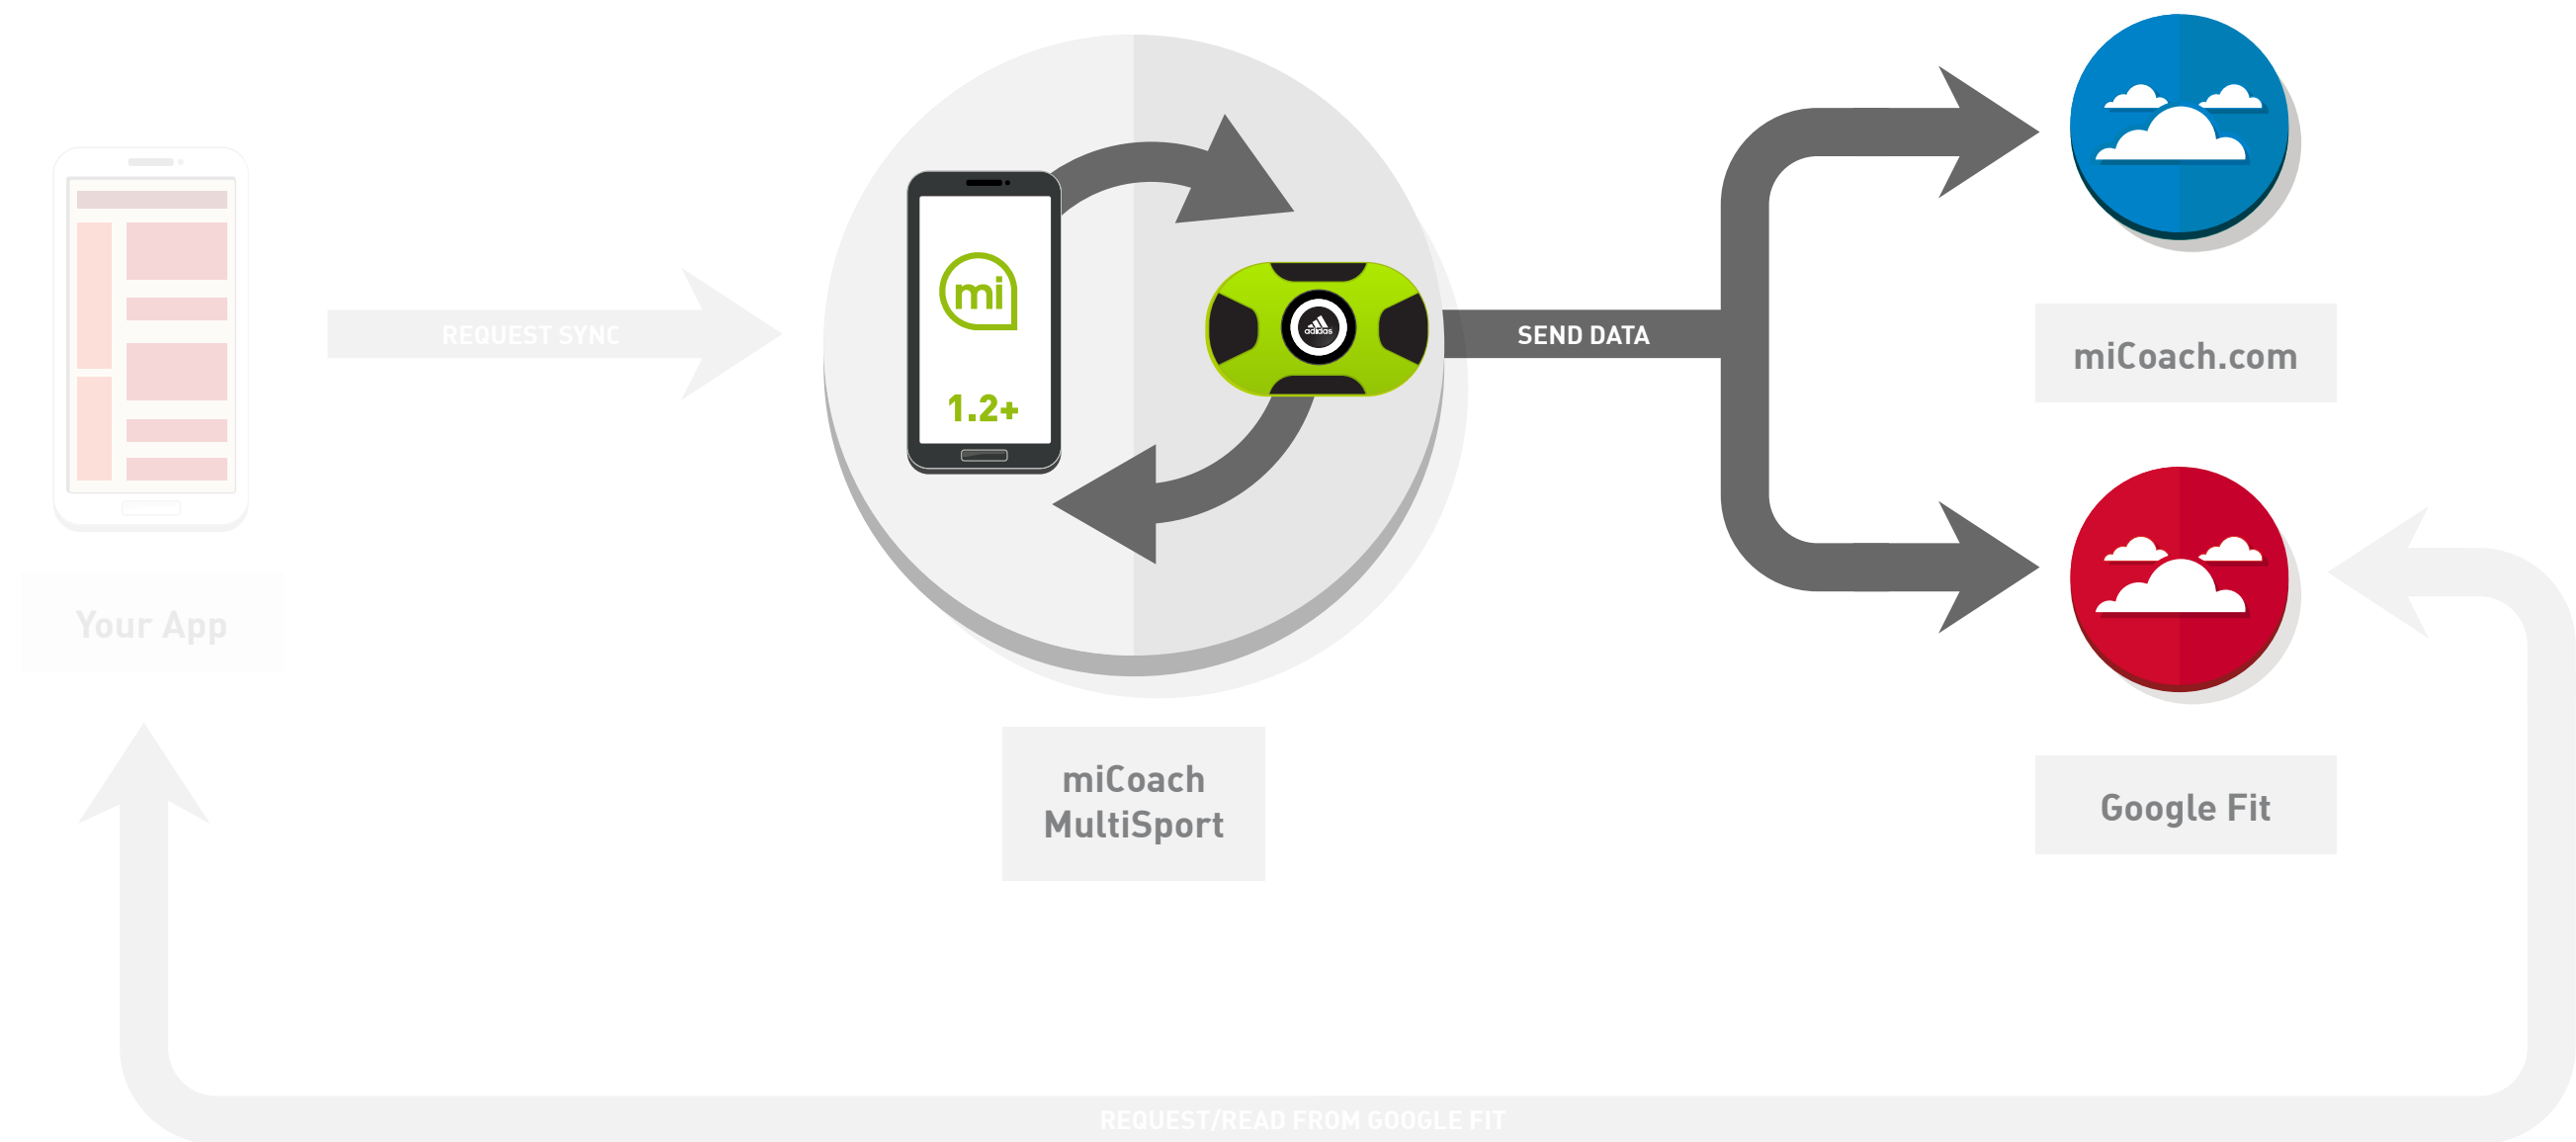 REQUEST SYNC
Your App
mi
1.2+
adidas
miCoach
MultiSport
SEND DATA
miCoach.com
Google Fit
REQUEST/READ FROM GOOGLE FIT